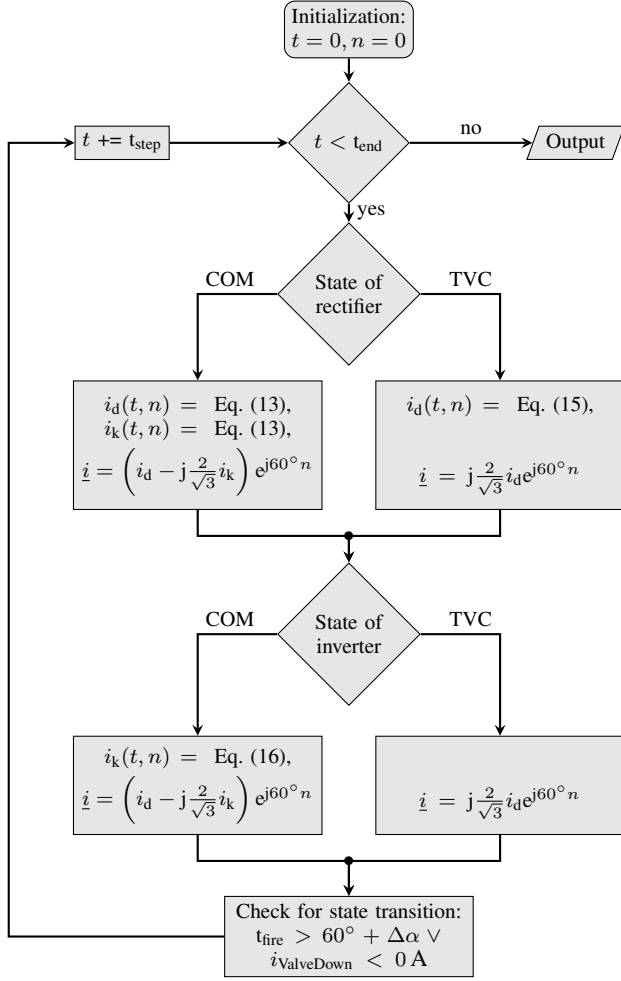 Initialization:
t = 0, n = 0
t += t_step
t < t_end
no
Output
yes
COM
State of
rectifier
TVC
i_d(t, n) = Eq. (13),
i_k(t, n) = Eq. (13),
i̲ = (i_d − j 2/√3 i_k) e^{j60° n}
i_d(t, n) = Eq. (15),
i̲ = j 2/√3 i_d e^{j60° n}
COM
State of
inverter
TVC
i_k(t, n) = Eq. (16),
i̲ = (i_d − j 2/√3 i_k) e^{j60° n}
i̲ = j 2/√3 i_d e^{j60° n}
Check for state transition:
t_fire > 60° + Δα ∨
i_ValveDown < 0 A